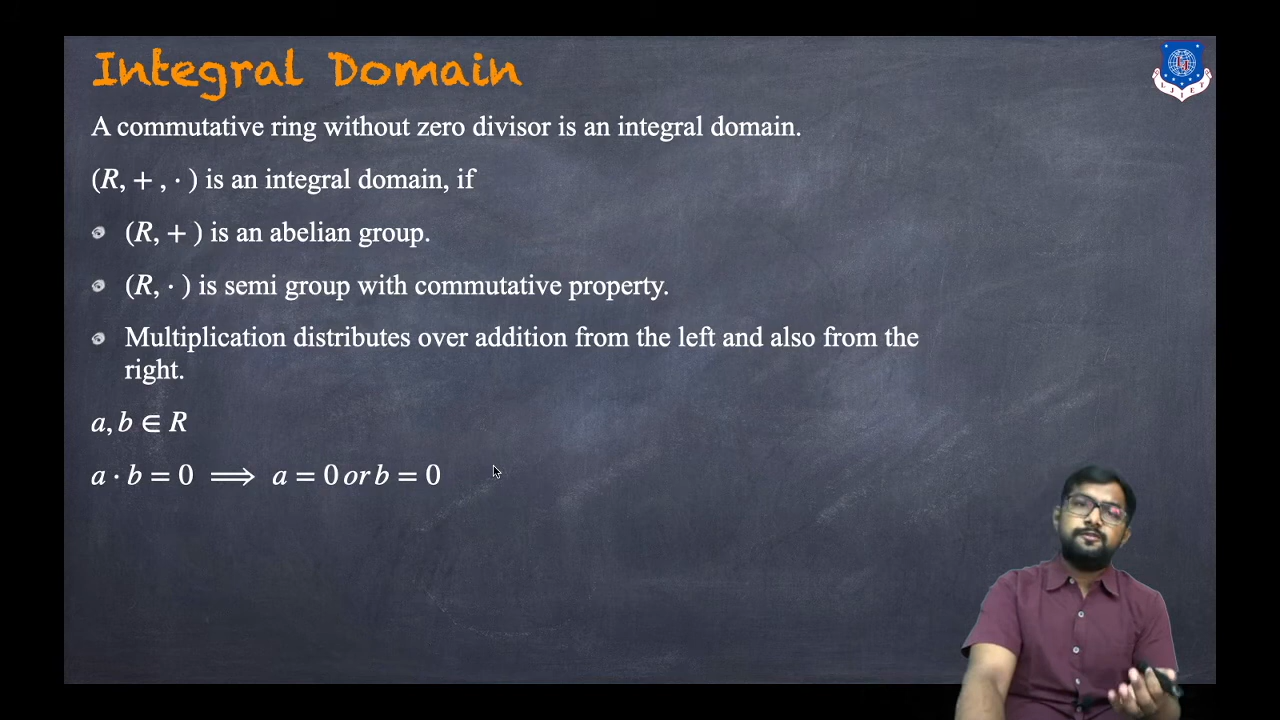 Integral Domain
A commutative ring without zero divisor is an integral domain.
(R, + , · ) is an integral domain, if
(R, + ) is an abelian group.
(R, · ) is semi group with commutative property.
Multiplication distributes over addition from the left and also from the
right.
a, b ∈ R
a · b = 0 ⟹ a = 0 or b = 0